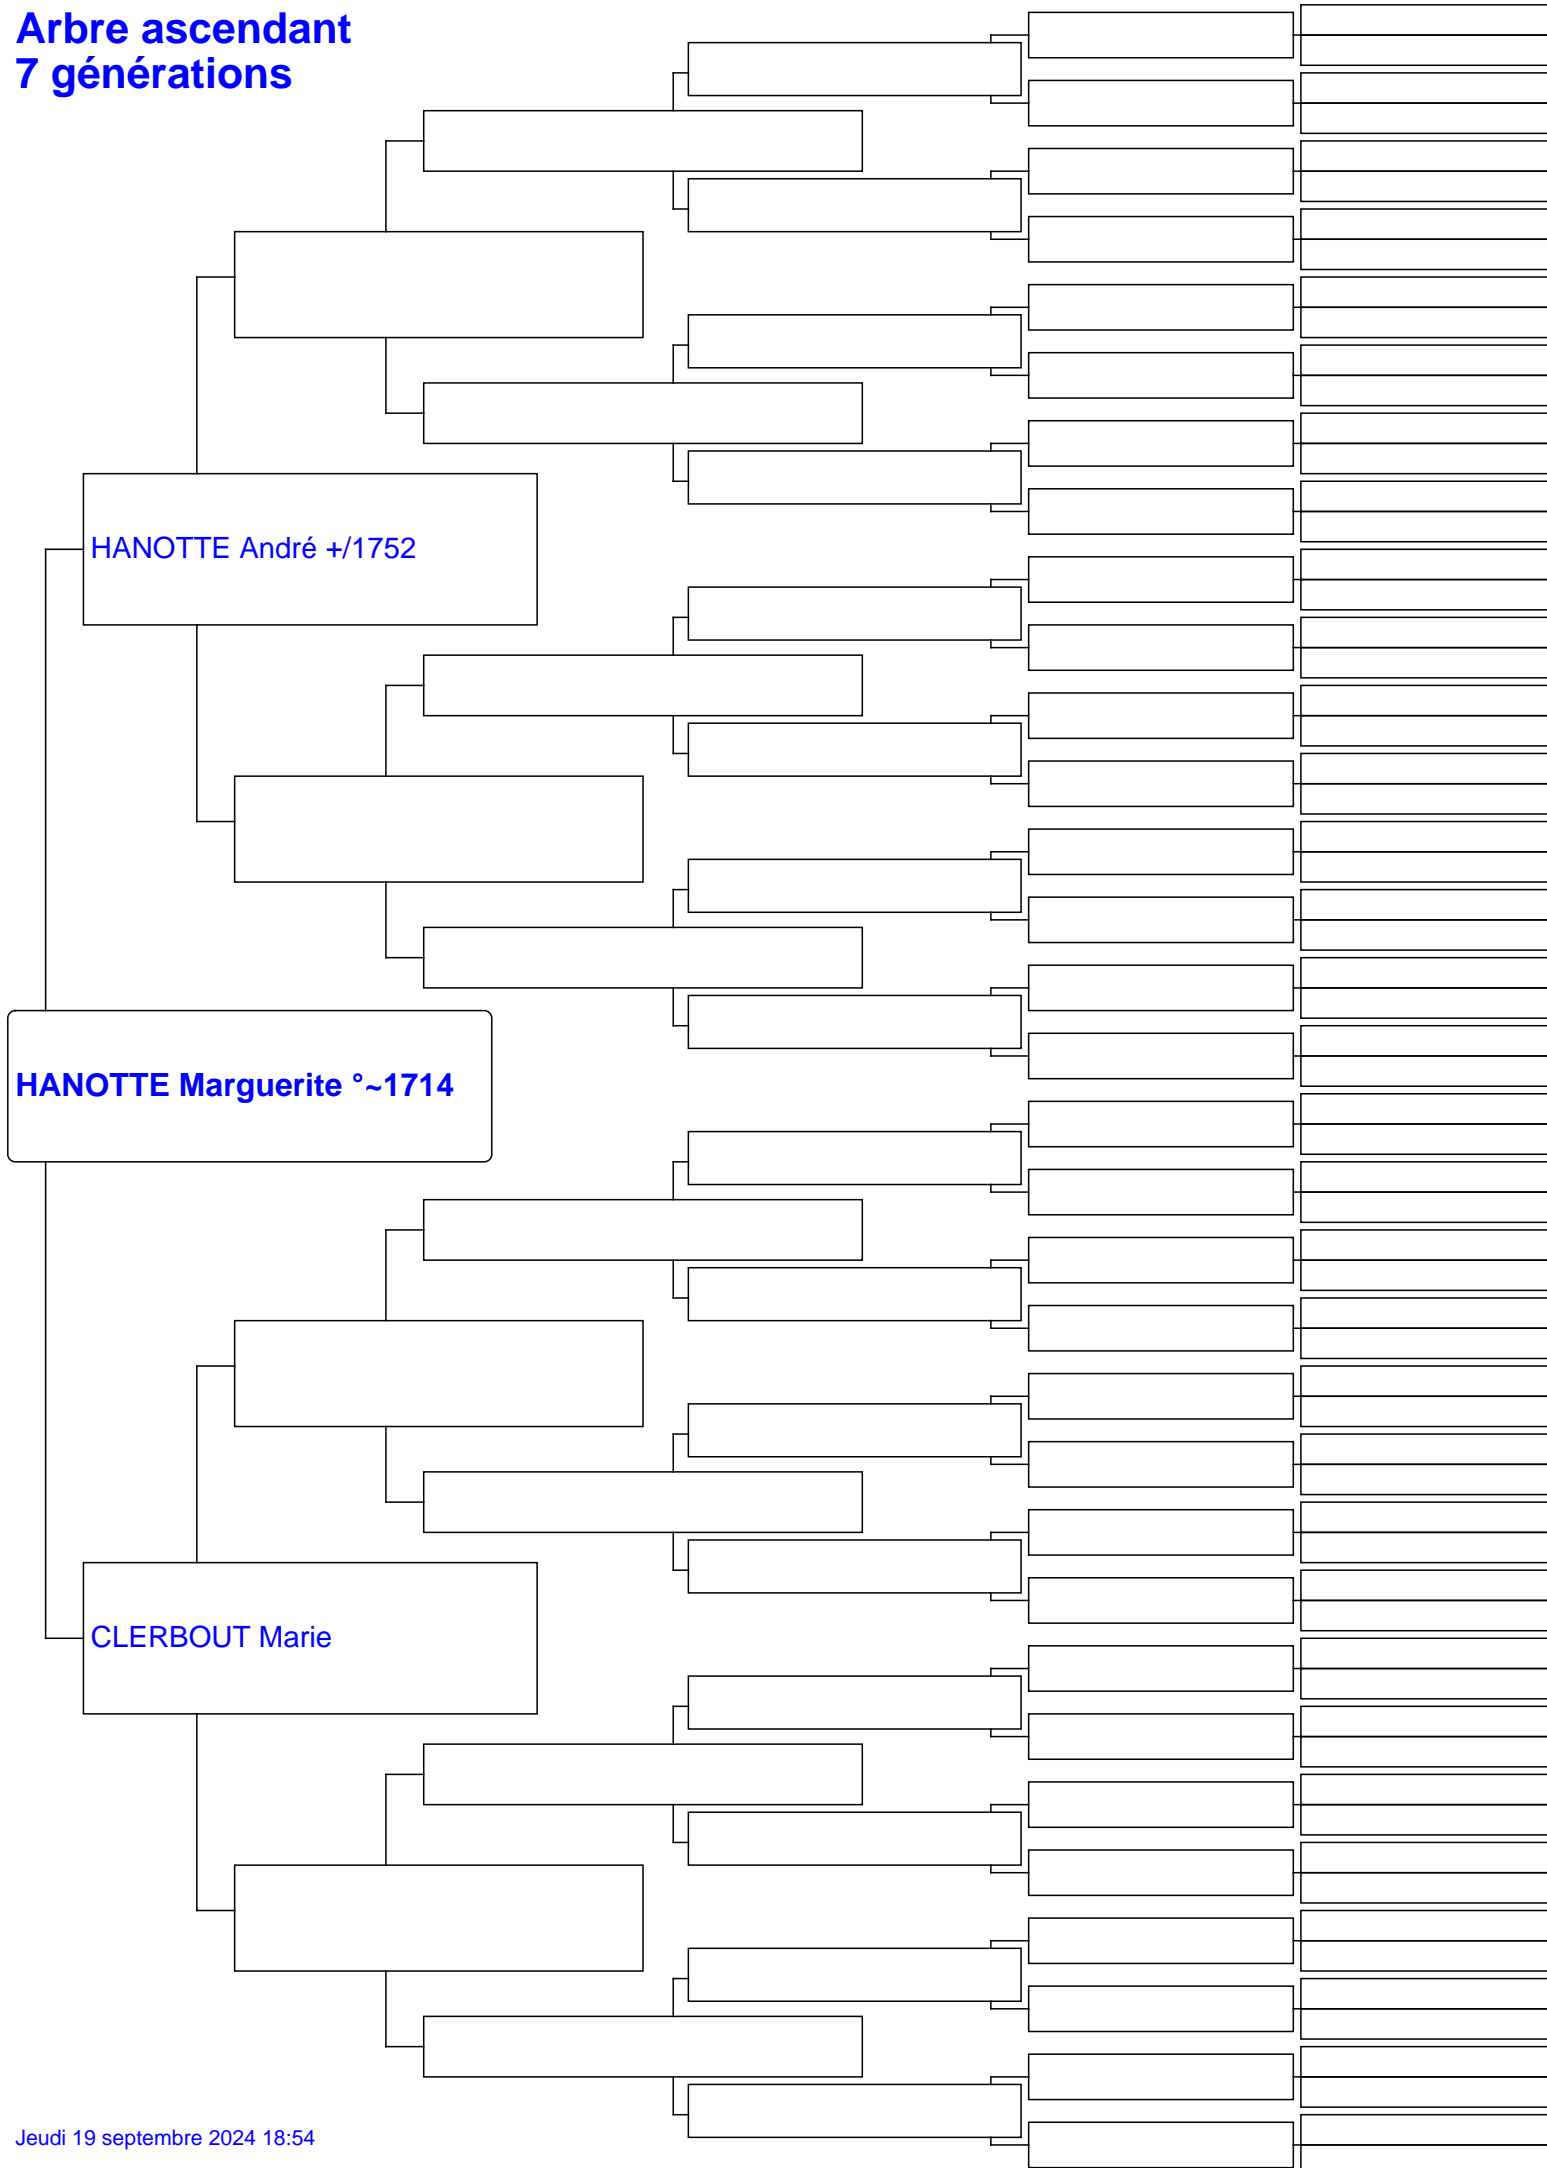 Arbre ascendant
7 générations
HANOTTE André +/1752
HANOTTE Marguerite °~1714
CLERBOUT Marie
Jeudi 19 septembre 2024 18:54